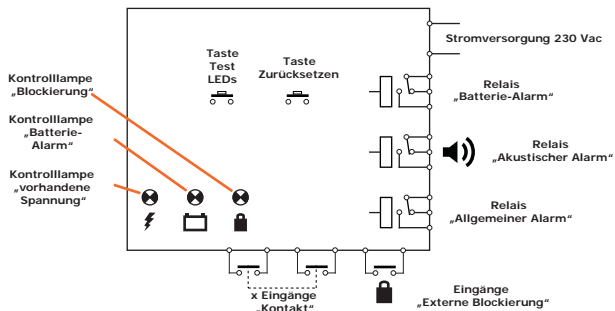 Stromversorgung 230 Vac
Taste
Test
LEDs
Taste
Zurücksetzen
Kontrolllampe
„Blockierung“
Relais
„Batterie-Alarm“
Kontrolllampe
„Batterie-
Alarm“
Relais
„Akustischer Alarm“
Kontrolllampe
„vorhandene
Spannung“
Relais
„Allgemeiner Alarm“
x Eingänge
„Kontakt“
Eingänge
„Externe Blockierung“